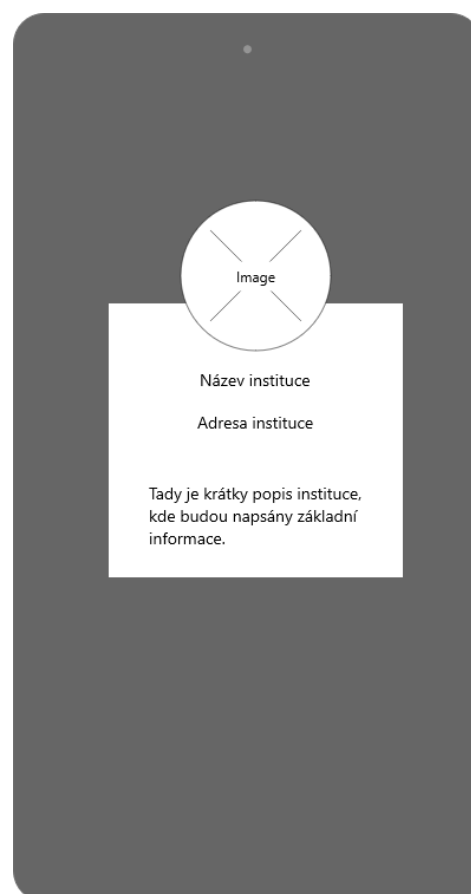 Image
Název instituce
Adresa instituce
Tady je krátky popis instituce,
kde budou napsány základní
informace.